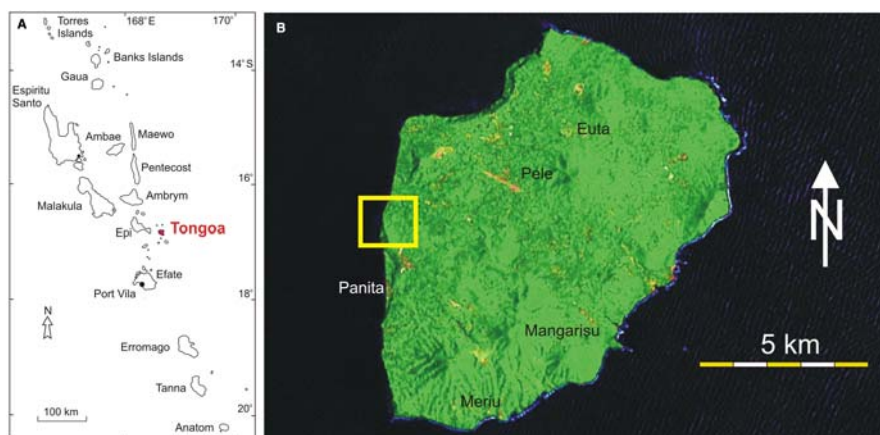 A
168°E
170°
Torres
Islands
Banks Islands
14°S
Gaua
Espiritu
Santo
Ambae
Maewo
Pentecost
16°
Ambrym
Malakula
Epi
Tongoa
Efate
Port Vila
18°
N
Erromago
Tanna
100 km
20°
Anatom
B
Euta
Pele
N
Panita
Mangarisu
5 km
Meriu